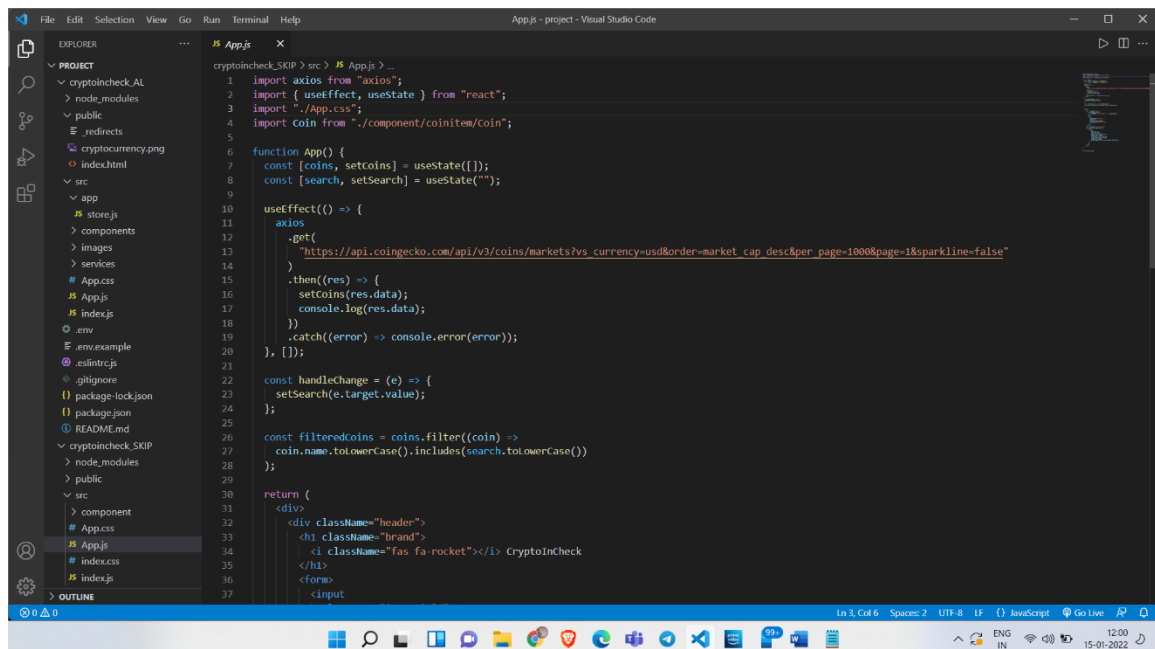 File Edit Selection View Go Run Terminal Help
App.js - project - Visual Studio Code
EXPLORER
PROJECT
cryptoincheck_AL
node_modules
public
_redirects
cryptocurrency.png
index.html
src
app
JS store.js
components
images
services
# App.css
JS App.js
JS index.js
.env
.env.example
.eslintrc.js
.gitignore
{} package-lock.json
{} package.json
README.md
cryptoincheck_SKIP
node_modules
public
src
component
# App.css
JS App.js
# index.css
JS index.js
OUTLINE
JS App.js
cryptoincheck_SKIP > src > JS App.js > ...
1 import axios from "axios";
2 import { useEffect, useState } from "react";
3 import "./App.css";
4 import Coin from "./component/coinitem/Coin";
5
6 function App() {
7 const [coins, setCoins] = useState([]);
8 const [search, setSearch] = useState("");
9
10 useEffect(() => {
11 axios
12 .get(
13 "https://api.coingecko.com/api/v3/coins/markets?vs_currency=usd&order=market_cap_desc&per_page=1000&page=1&sparkline=false"
14 )
15 .then((res) => {
16 setCoins(res.data);
17 console.log(res.data);
18 })
19 .catch((error) => console.error(error));
20 }, []);
21
22 const handleChange = (e) => {
23 setSearch(e.target.value);
24 };
25
26 const filteredCoins = coins.filter((coin) =>
27 coin.name.toLowerCase().includes(search.toLowerCase())
28 );
29
30 return (
31 <div>
32 <div className="header">
33 <h1 className="brand">
34 <i className="fas fa-rocket"></i> CryptoInCheck
35 </h1>
36 <form>
37 <input
0 0
Ln 3, Col 6 Spaces: 2 UTF-8 LF {} JavaScript Go Live
99+
ENG
IN
12:00
15-01-2022